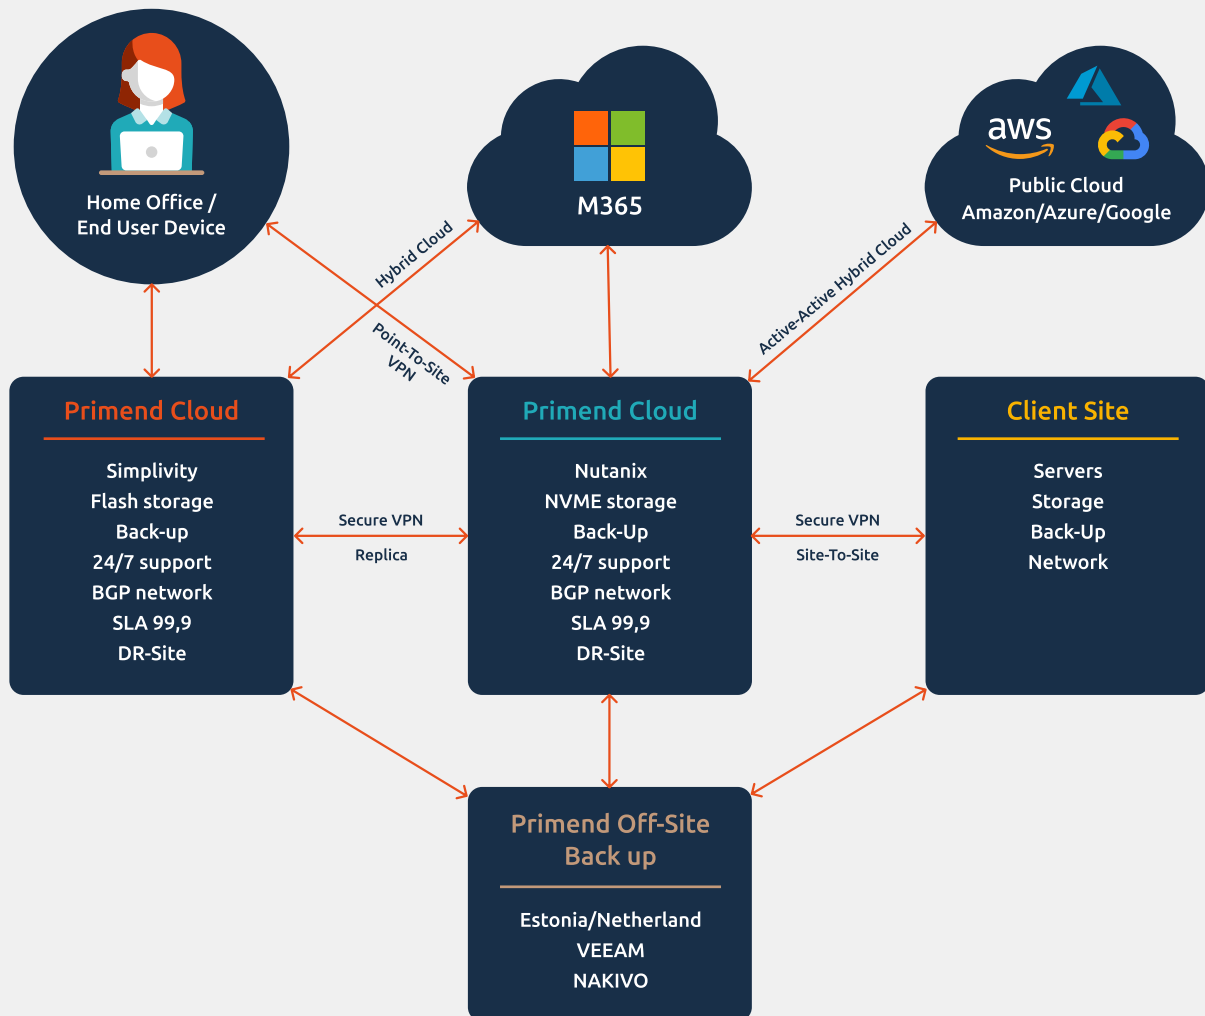 Home Office /
End User Device
M365
aws
Public Cloud
Amazon/Azure/Google
Hybrid Cloud
Point-To-Site
VPN
Active-Active Hybrid Cloud
Primend Cloud
Simplivity
Flash storage
Back-up
24/7 support
BGP network
SLA 99,9
DR-Site
Secure VPN
Replica
Primend Cloud
Nutanix
NVME storage
Back-Up
24/7 support
BGP network
SLA 99,9
DR-Site
Secure VPN
Site-To-Site
Client Site
Servers
Storage
Back-Up
Network
Primend Off-Site
Back up
Estonia/Netherland
VEEAM
NAKIVO